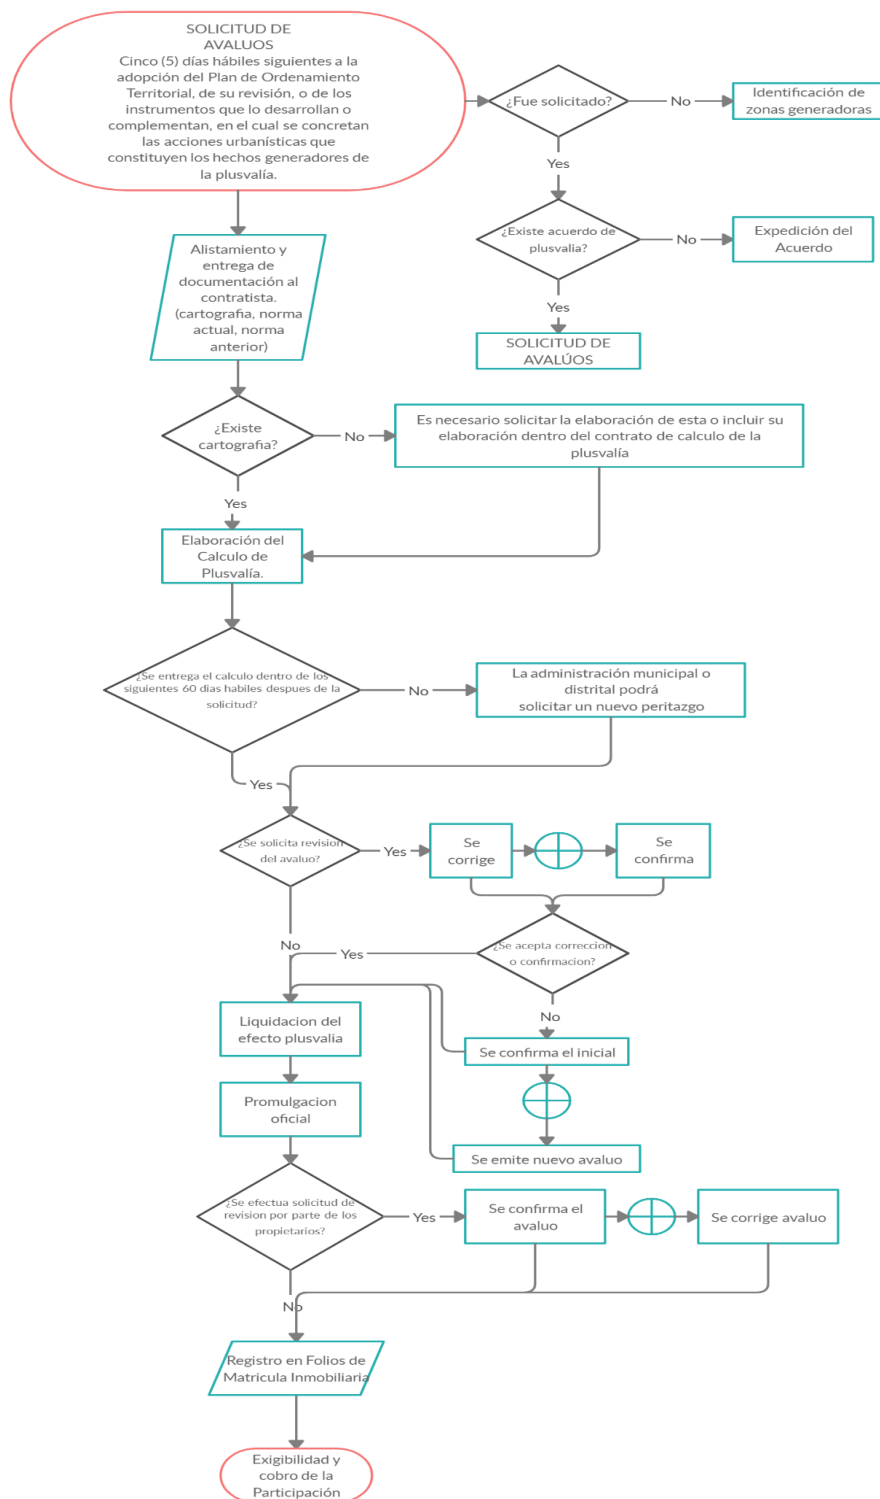 SOLICITUD DE
AVALUOS
Cinco (5) días hábiles siguientes a la
adopción del Plan de Ordenamiento
Territorial, de su revisión, o de los
instrumentos que lo desarrollan o
complementan, en el cual se concretan
las acciones urbanísticas que
constituyen los hechos generadores de
la plusvalía.
¿Fue solicitado?
No
Identificación de
zonas generadoras
Yes
¿Existe acuerdo de
plusvalia?
No
Expedición del
Acuerdo
Yes
SOLICITUD DE
AVALÚOS
Alistamiento y
entrega de
documentación al
contratista.
(cartografia, norma
actual, norma
anterior)
¿Existe
cartografia?
No
Es necesario solicitar la elaboración de esta o incluir su
elaboración dentro del contrato de calculo de la
plusvalía
Yes
Elaboración del
Calculo de
Plusvalía.
¿Se entrega el calculo dentro de los
siguientes 60 dias habiles despues de la
solicitud?
No
La administración municipal o
distrital podrá
solicitar un nuevo peritazgo
Yes
¿Se solicita revision
del avaluo?
Yes
Se
corrige
Se
confirma
No
¿Se acepta correccion
o confirmacion?
Yes
No
Liquidacion del
efecto plusvalia
Se confirma el inicial
Promulgacion
oficial
Se emite nuevo avaluo
¿Se efectua solicitud de
revision por parte de los
propietarios?
Yes
Se confirma el
avaluo
Se corrige avaluo
No
Registro en Folios de
Matricula Inmobiliaria
Exigibilidad y
cobro de la
Participación